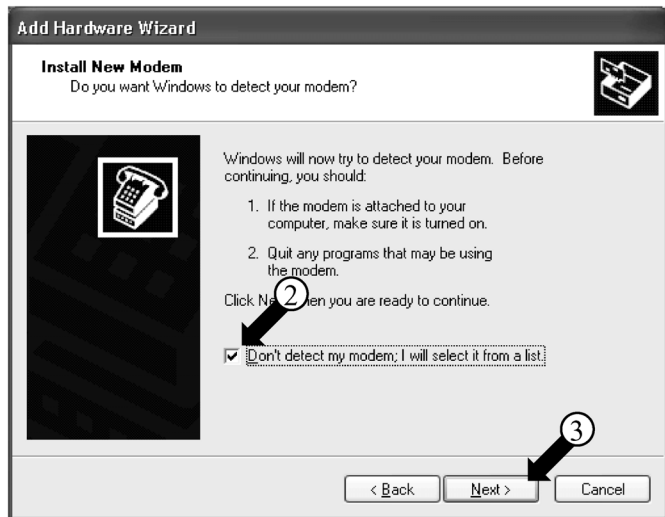 Add Hardware Wizard
Install New Modem
Do you want Windows to detect your modem?
Windows will now try to detect your modem. Before
continuing, you should:
1. If the modem is attached to your
computer, make sure it is turned on.
2. Quit any programs that may be using
the modem.
Click en you are ready to continue.
2
Don't detect my modem; I will select it from a list.
3
< Back
Next >
Cancel